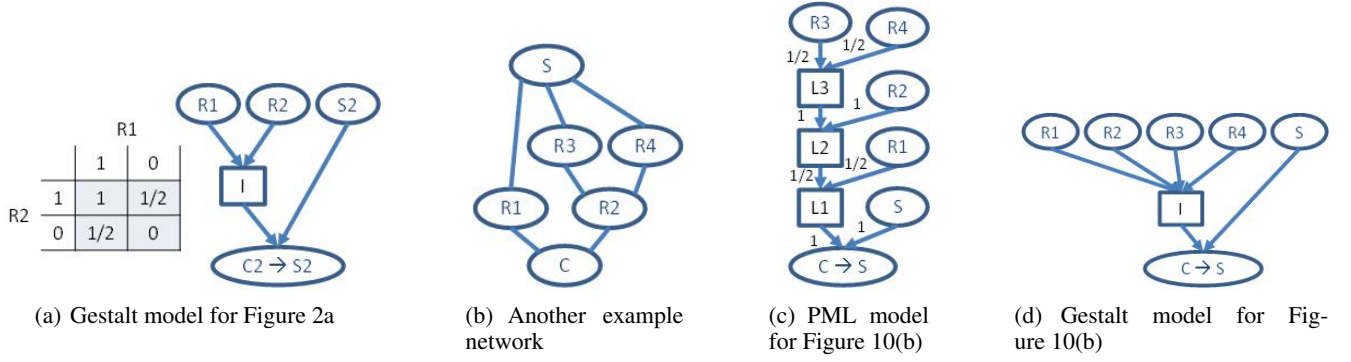 R1
1 0
R2
1 1 1/2
0 1/2 0
R1 R2 S2
I
C2 → S2
(a) Gestalt model for Figure 2a
S
R3 R4
R1 R2
C
(b) Another example
network
R3 R4
1/2 1/2
L3 R2
1 1
L2 R1
1/2 1/2
L1 S
1 1
C → S
(c) PML model
for Figure 10(b)
R1 R2 R3 R4 S
I
C → S
(d) Gestalt model for Fig-
ure 10(b)